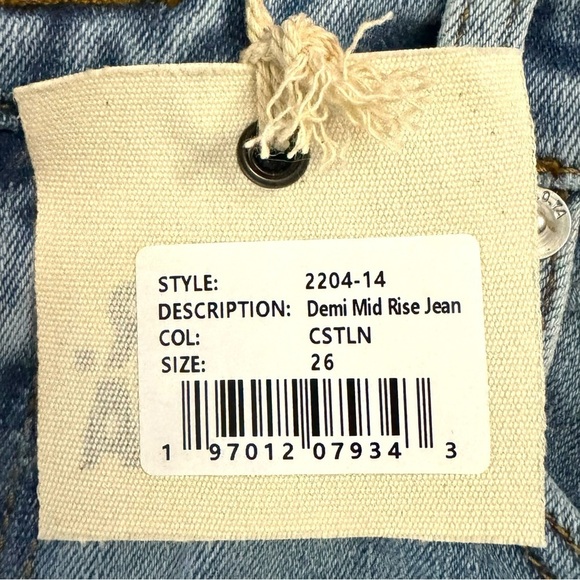 STYLE: 2204-14
DESCRIPTION: Demi Mid Rise Jean
COL: CSTLN
SIZE: 26
1 97012 07934 3